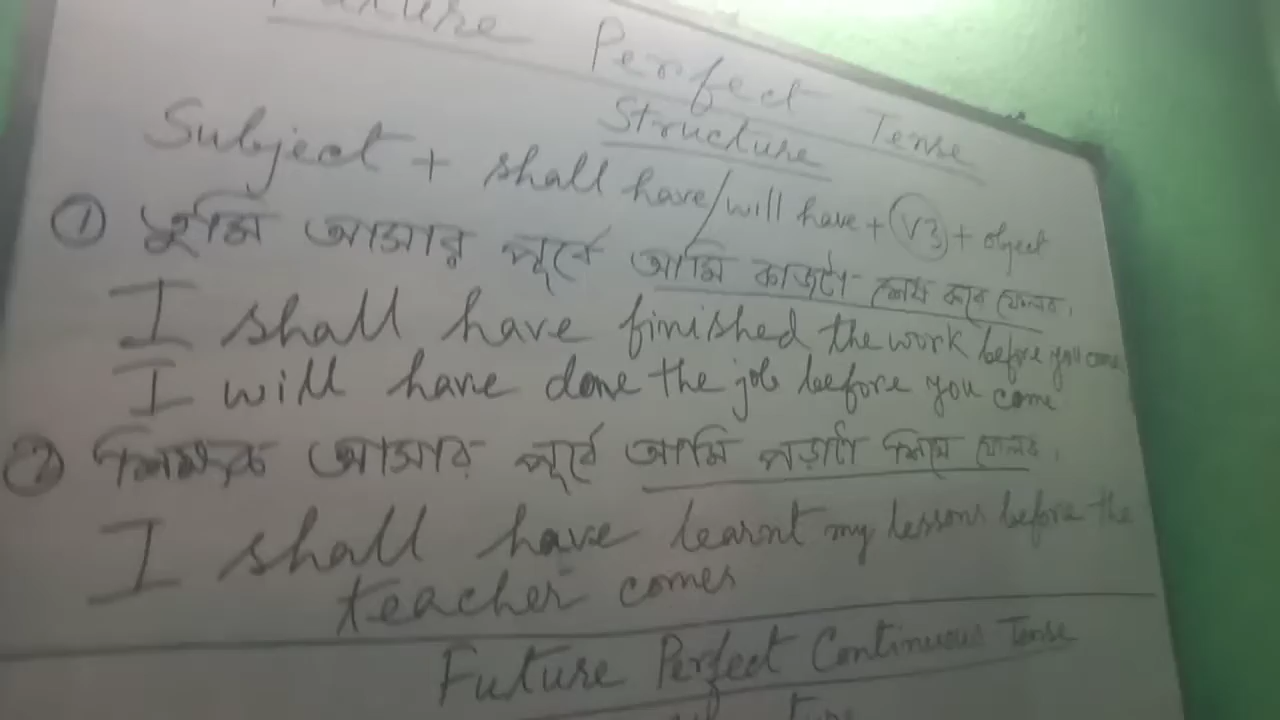 Future Perfect Tense
Structure
Subject + shall have/will have + V3 + object
① তুমি আসার পূর্বে আমি কাজটা শেষ করে ফেলব।
I shall have finished the work before you come
I will have done the job before you come
② শিক্ষক আসার পূর্বে আমি পড়াটা শিখে ফেলব।
I shall have learnt my lessons before the
teacher comes
Future Perfect Continuous Tense